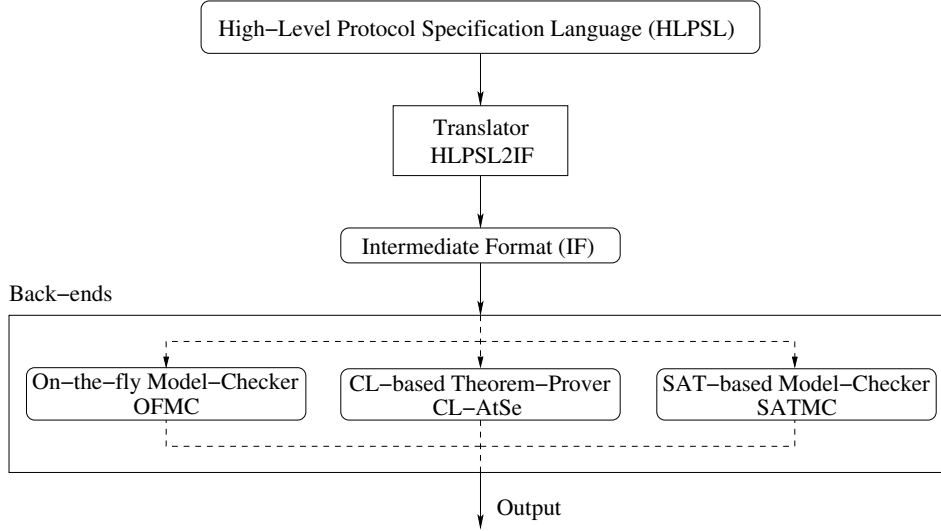 High-Level Protocol Specification Language (HLPSL)
Translator
HLPSL2IF
Intermediate Format (IF)
Back-ends
On-the-fly Model-Checker
OFMC
CL-based Theorem-Prover
CL-AtSe
SAT-based Model-Checker
SATMC
Output